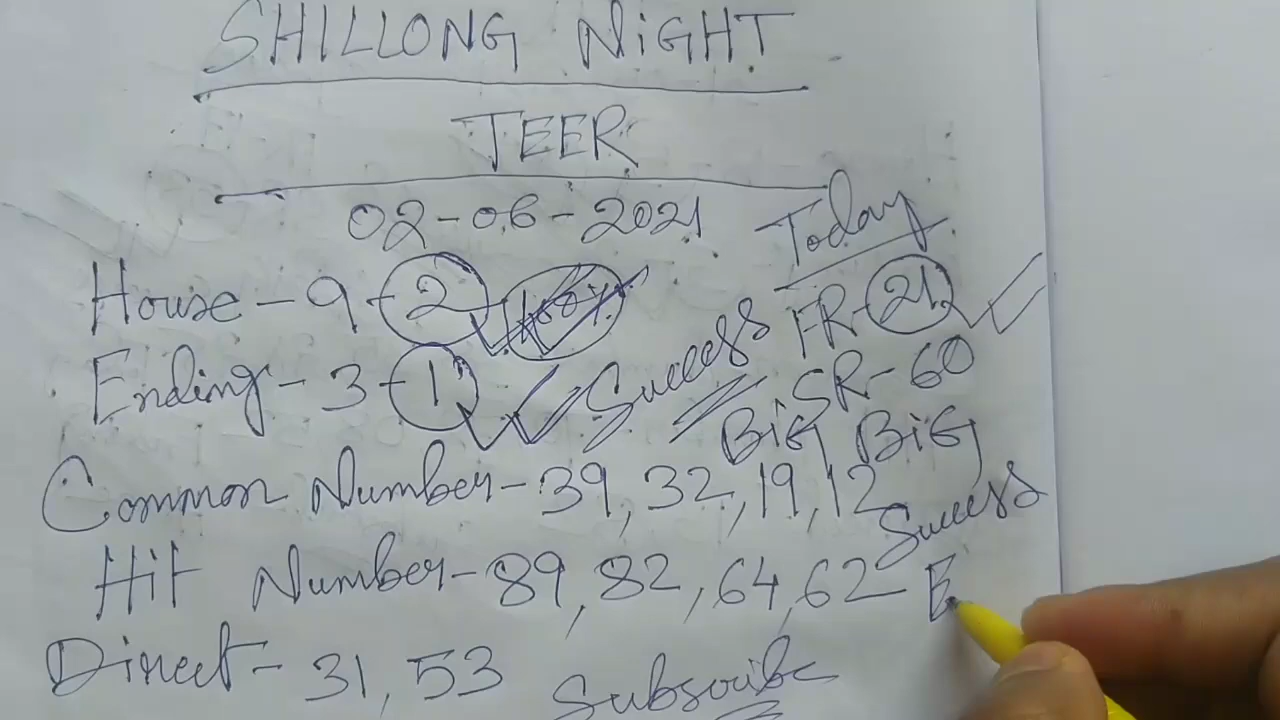 SHILLONG NiGHT
TEER
02-06-2021
Today
House - 9 - 2 100%
FR - 21
Ending - 3 - 1 Success
SR - 60
BiG BiG
Common Number - 39, 32, 19, 12
Success
Hit Number - 89, 82, 64, 62
Direct - 31, 53
Subscribe